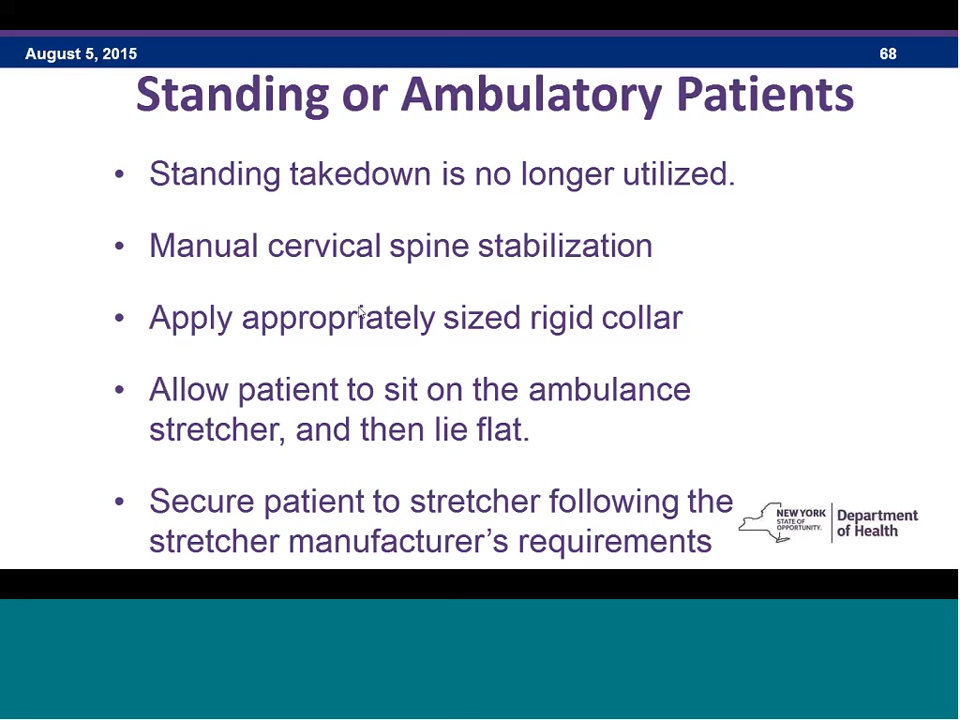 August 5, 2015
68
Standing or Ambulatory Patients
• Standing takedown is no longer utilized.
• Manual cervical spine stabilization
• Apply appropriately sized rigid collar
• Allow patient to sit on the ambulance
stretcher, and then lie flat.
• Secure patient to stretcher following the
stretcher manufacturer’s requirements
NEW YORK
STATE OF
OPPORTUNITY.
Department
of Health